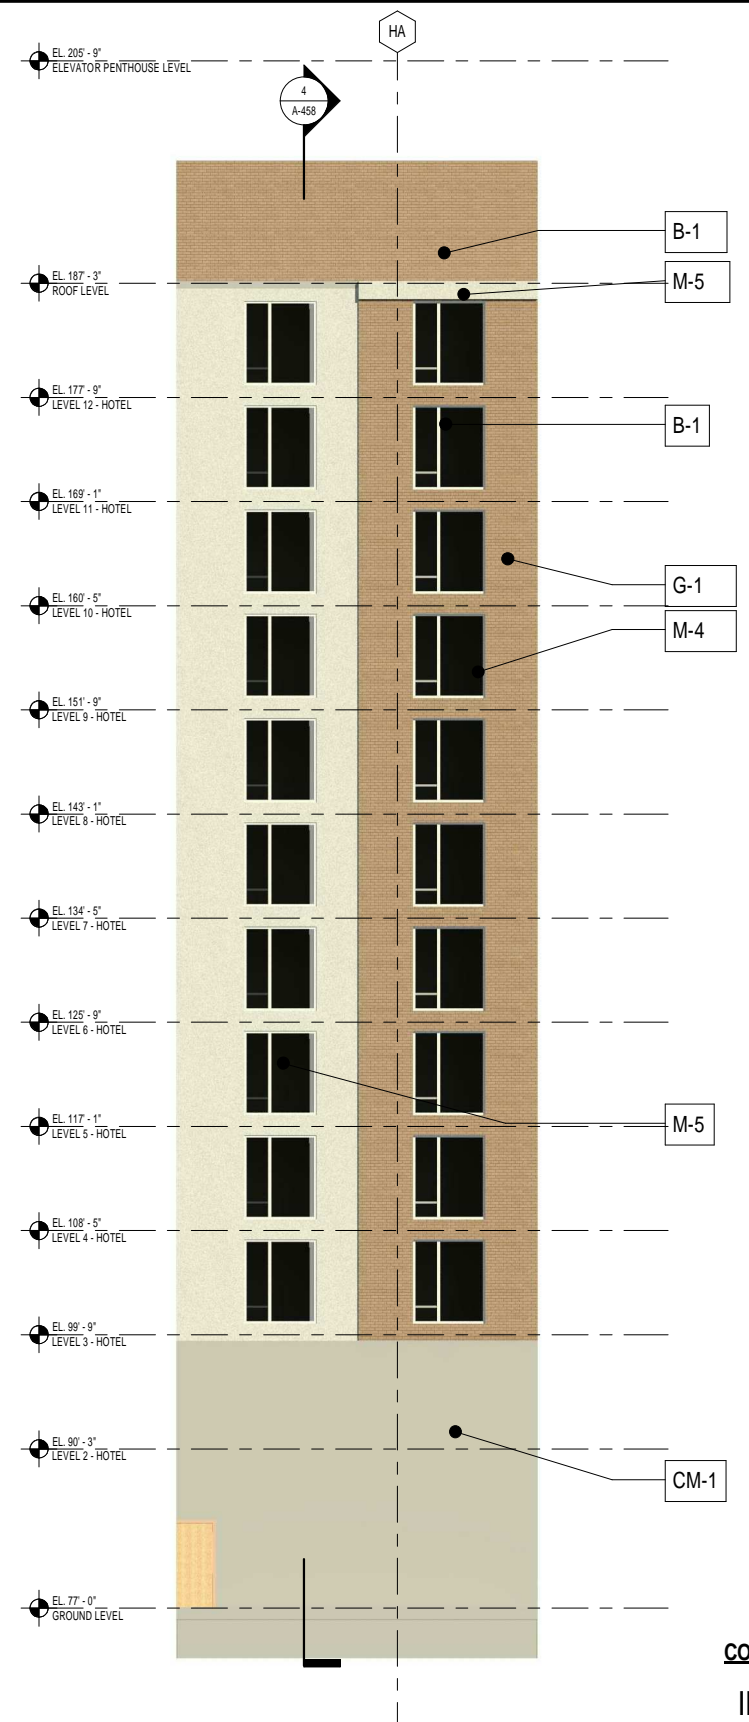 HA
EL. 205' - 9"
ELEVATOR PENTHOUSE LEVEL
4
A-458
B-1
EL. 187' - 3"
ROOF LEVEL
M-5
EL. 177' - 9"
LEVEL 12 - HOTEL
B-1
EL. 169' - 1"
LEVEL 11 - HOTEL
G-1
EL. 160' - 5"
LEVEL 10 - HOTEL
M-4
EL. 151' - 9"
LEVEL 9 - HOTEL
EL. 143' - 1"
LEVEL 8 - HOTEL
EL. 134' - 5"
LEVEL 7 - HOTEL
EL. 125' - 9"
LEVEL 6 - HOTEL
EL. 117' - 1"
LEVEL 5 - HOTEL
M-5
EL. 108' - 5"
LEVEL 4 - HOTEL
EL. 99' - 9"
LEVEL 3 - HOTEL
EL. 90' - 3"
LEVEL 2 - HOTEL
CM-1
EL. 77' - 0"
GROUND LEVEL
CO